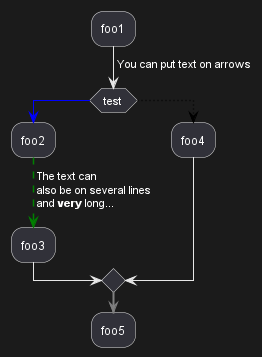 foo1
You can put text on arrows
test
foo2
foo4
The text can
also be on several lines
and very long...
foo3
foo5